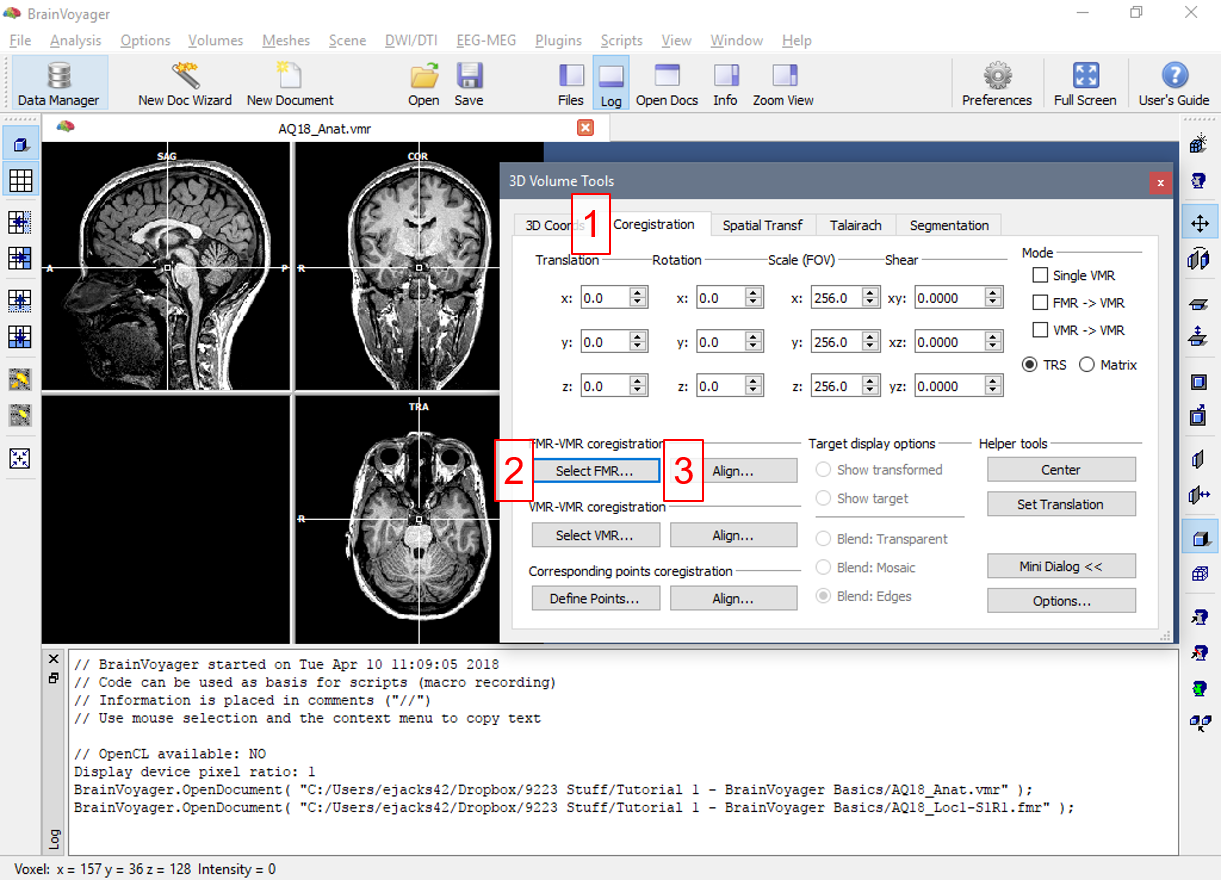 BrainVoyager
File Analysis Options Volumes Meshes Scene DWI/DTI EEG-MEG Plugins Scripts View Window Help
Data Manager New Doc Wizard New Document Open Save Files Log Open Docs Info Zoom View Preferences Full Screen User's Guide
AQ18_Anat.vmr
SAG
COR
A
P
R
TRA
R
3D Volume Tools
x
3D Coords Coregistration Spatial Transf Talairach Segmentation
1
Translation Rotation Scale (FOV) Shear Mode
x: 0.0 x: 0.0 x: 256.0 xy: 0.0000
y: 0.0 y: 0.0 y: 256.0 xz: 0.0000
z: 0.0 z: 0.0 z: 256.0 yz: 0.0000
Single VMR
FMR -> VMR
VMR -> VMR
TRS Matrix
FMR-VMR coregistration Target display options Helper tools
2 Select FMR... 3 Align... Show transformed Center
Show target Set Translation
VMR-VMR coregistration
Select VMR... Align... Blend: Transparent
Blend: Mosaic Mini Dialog <<
Corresponding points coregistration
Define Points... Align... Blend: Edges Options...
// BrainVoyager started on Tue Apr 10 11:09:05 2018
// Code can be used as basis for scripts (macro recording)
// Information is placed in comments ("//")
// Use mouse selection and the context menu to copy text
// OpenCL available: NO
Display device pixel ratio: 1
BrainVoyager.OpenDocument( "C:/Users/ejacks42/Dropbox/9223 Stuff/Tutorial 1 - BrainVoyager Basics/AQ18_Anat.vmr" );
BrainVoyager.OpenDocument( "C:/Users/ejacks42/Dropbox/9223 Stuff/Tutorial 1 - BrainVoyager Basics/AQ18_Loc1-S1R1.fmr" );
Log
Voxel: x = 157 y = 36 z = 128 Intensity = 0